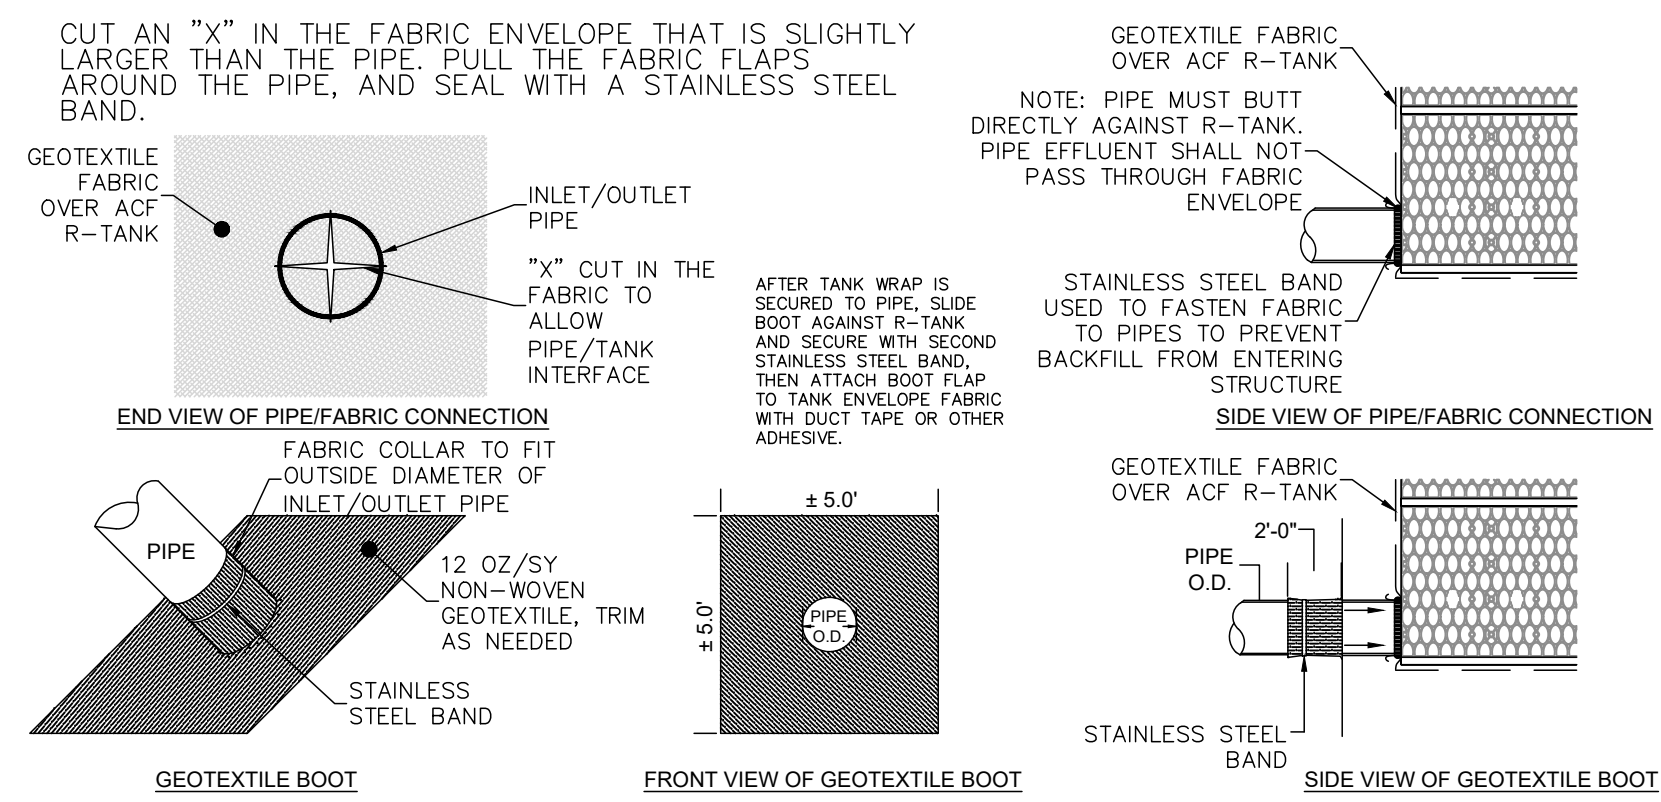 CUT AN "X" IN THE FABRIC ENVELOPE THAT IS SLIGHTLY
LARGER THAN THE PIPE. PULL THE FABRIC FLAPS
AROUND THE PIPE, AND SEAL WITH A STAINLESS STEEL
BAND.
GEOTEXTILE
FABRIC
OVER ACF
R-TANK
INLET/OUTLET
PIPE
"X" CUT IN THE
FABRIC TO
ALLOW
PIPE/TANK
INTERFACE
END VIEW OF PIPE/FABRIC CONNECTION
GEOTEXTILE FABRIC
OVER ACF R-TANK
NOTE: PIPE MUST BUTT
DIRECTLY AGAINST R-TANK.
PIPE EFFLUENT SHALL NOT
PASS THROUGH FABRIC
ENVELOPE
STAINLESS STEEL BAND
USED TO FASTEN FABRIC
TO PIPES TO PREVENT
BACKFILL FROM ENTERING
STRUCTURE
SIDE VIEW OF PIPE/FABRIC CONNECTION
AFTER TANK WRAP IS
SECURED TO PIPE, SLIDE
BOOT AGAINST R-TANK
AND SECURE WITH SECOND
STAINLESS STEEL BAND,
THEN ATTACH BOOT FLAP
TO TANK ENVELOPE FABRIC
WITH DUCT TAPE OR OTHER
ADHESIVE.
FABRIC COLLAR TO FIT
OUTSIDE DIAMETER OF
INLET/OUTLET PIPE
PIPE
12 OZ/SY
NON-WOVEN
GEOTEXTILE, TRIM
AS NEEDED
STAINLESS
STEEL BAND
GEOTEXTILE BOOT
± 5.0'
± 5.0'
PIPE
O.D.
FRONT VIEW OF GEOTEXTILE BOOT
GEOTEXTILE FABRIC
OVER ACF R-TANK
2'-0"
PIPE
O.D.
STAINLESS STEEL
BAND
SIDE VIEW OF GEOTEXTILE BOOT